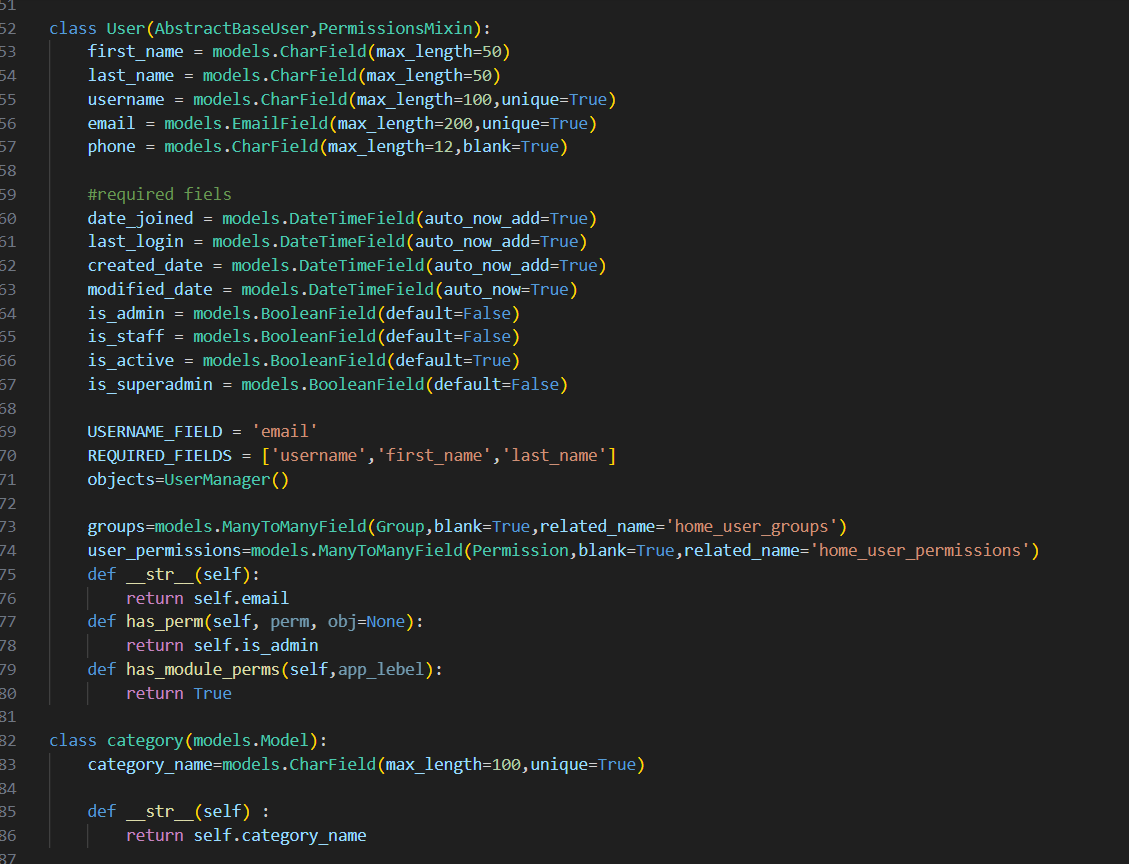 51
52 class User(AbstractBaseUser,PermissionsMixin):
53     first_name = models.CharField(max_length=50)
54     last_name = models.CharField(max_length=50)
55     username = models.CharField(max_length=100,unique=True)
56     email = models.EmailField(max_length=200,unique=True)
57     phone = models.CharField(max_length=12,blank=True)
58
59     #required fiels
60     date_joined = models.DateTimeField(auto_now_add=True)
61     last_login = models.DateTimeField(auto_now_add=True)
62     created_date = models.DateTimeField(auto_now_add=True)
63     modified_date = models.DateTimeField(auto_now=True)
64     is_admin = models.BooleanField(default=False)
65     is_staff = models.BooleanField(default=False)
66     is_active = models.BooleanField(default=True)
67     is_superadmin = models.BooleanField(default=False)
68
69     USERNAME_FIELD = 'email'
70     REQUIRED_FIELDS = ['username','first_name','last_name']
71     objects=UserManager()
72
73     groups=models.ManyToManyField(Group,blank=True,related_name='home_user_groups')
74     user_permissions=models.ManyToManyField(Permission,blank=True,related_name='home_user_permissions')
75     def __str__(self):
76         return self.email
77     def has_perm(self, perm, obj=None):
78         return self.is_admin
79     def has_module_perms(self,app_lebel):
80         return True
81
82 class category(models.Model):
83     category_name=models.CharField(max_length=100,unique=True)
84
85     def __str__(self) :
86         return self.category_name
87